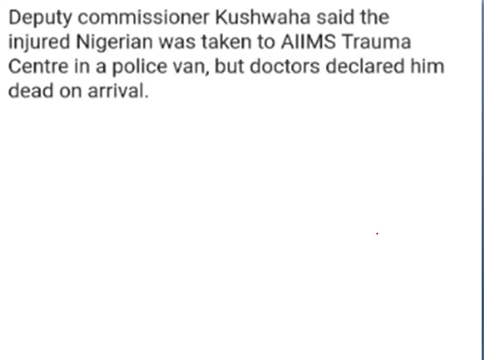 Deputy commissioner Kushwaha said the
injured Nigerian was taken to AIIMS Trauma
Centre in a police van, but doctors declared him
dead on arrival.